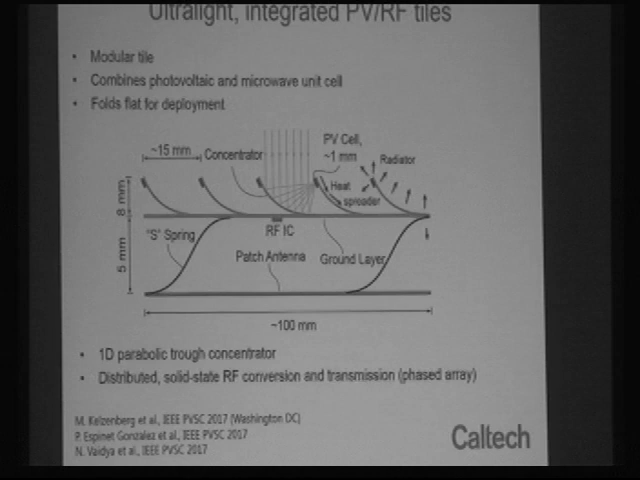 Ultralight, integrated PV/RF tiles
• Modular tile
• Combines photovoltaic and microwave unit cell
• Folds flat for deployment
~15 mm
Concentrator
PV Cell,
~1 mm
Radiator
Heat
spreader
8 mm
"S" Spring
RF IC
5 mm
Patch Antenna
Ground Layer
~100 mm
• 1D parabolic trough concentrator
• Distributed, solid-state RF conversion and transmission (phased array)
M. Kelzenberg et al., IEEE PVSC 2017 (Washington DC)
P. Espinet Gonzalez et al., IEEE PVSC 2017
N. Vaidya et al., IEEE PVSC 2017
Caltech